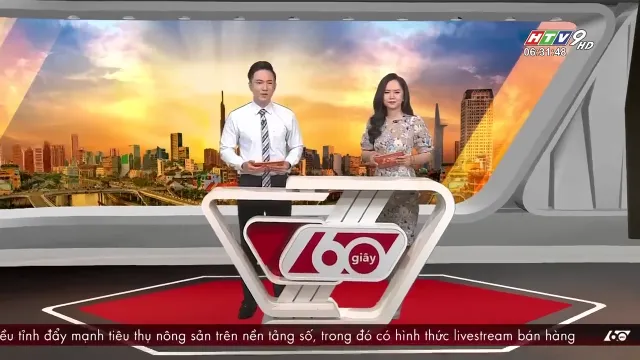 HTV9 HD
06:31:48
60 giây
ều tỉnh đẩy mạnh tiêu thụ nông sản trên nền tảng số, trong đó có hình thức livestream bán hàng
60